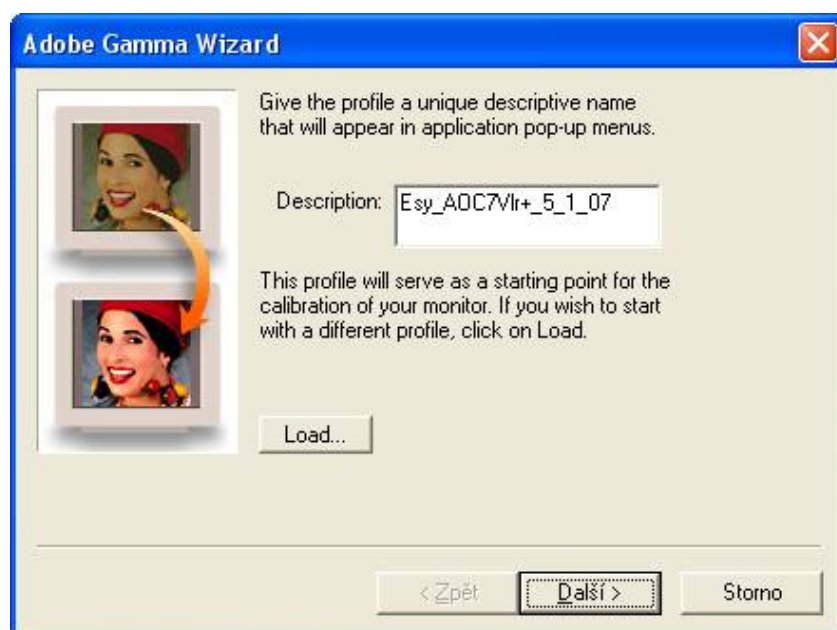 Adobe Gamma Wizard
Give the profile a unique descriptive name
that will appear in application pop-up menus.
Description: Esy_AOC7Vlr+_5_1_07
This profile will serve as a starting point for the
calibration of your monitor. If you wish to start
with a different profile, click on Load.
Load...
< Zpět Další > Storno